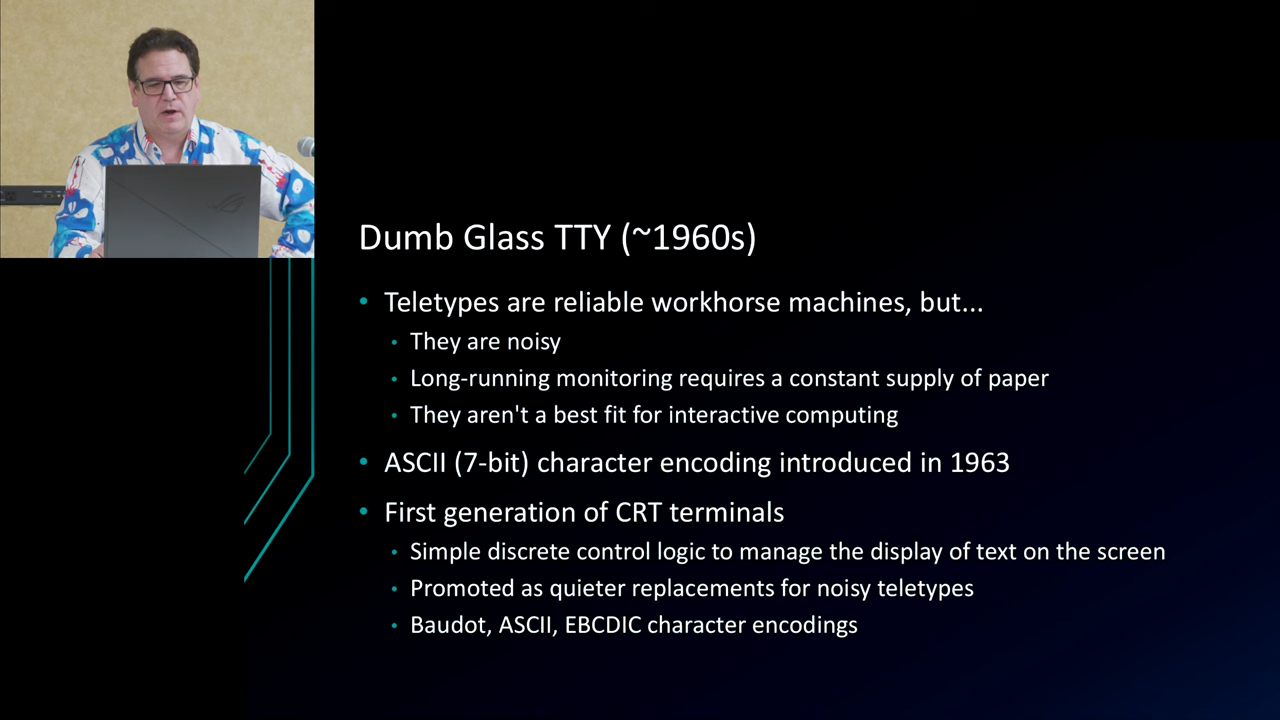 Dumb Glass TTY (~1960s)
• Teletypes are reliable workhorse machines, but...
• They are noisy
• Long-running monitoring requires a constant supply of paper
• They aren't a best fit for interactive computing
• ASCII (7-bit) character encoding introduced in 1963
• First generation of CRT terminals
• Simple discrete control logic to manage the display of text on the screen
• Promoted as quieter replacements for noisy teletypes
• Baudot, ASCII, EBCDIC character encodings